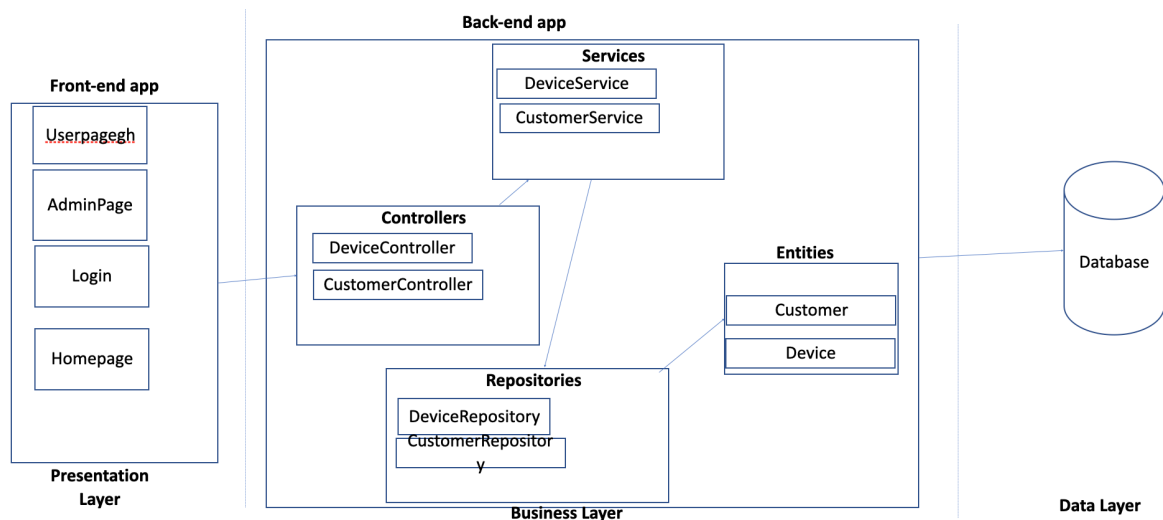 Back-end app
Front-end app
Userpagegh
AdminPage
Login
Homepage
Presentation
Layer
Services
DeviceService
CustomerService
Controllers
DeviceController
CustomerController
Repositories
DeviceRepository
CustomerRepositor
y
Entities
Customer
Device
Business Layer
Database
Data Layer